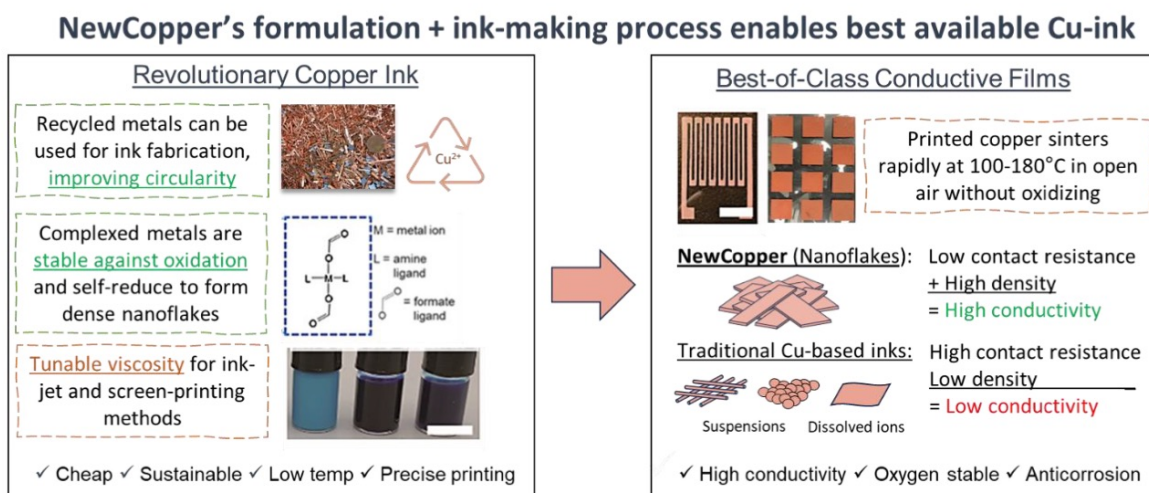 NewCopper's formulation + ink-making process enables best available Cu-ink
Revolutionary Copper Ink
Recycled metals can be
used for ink fabrication,
improving circularity
Cu²⁺
Complexed metals are
stable against oxidation
and self-reduce to form
dense nanoflakes
O
O
L-M-L
O
O
M = metal ion
L = amine
ligand
O
O
= formate
ligand
Tunable viscosity for ink-
jet and screen-printing
methods
✓ Cheap ✓ Sustainable ✓ Low temp ✓ Precise printing
Best-of-Class Conductive Films
Printed copper sinters
rapidly at 100-180°C in open
air without oxidizing
NewCopper (Nanoflakes):
Low contact resistance
+ High density
= High conductivity
Traditional Cu-based inks:
High contact resistance
Low density
= Low conductivity
Suspensions
Dissolved ions
✓ High conductivity ✓ Oxygen stable ✓ Anticorrosion